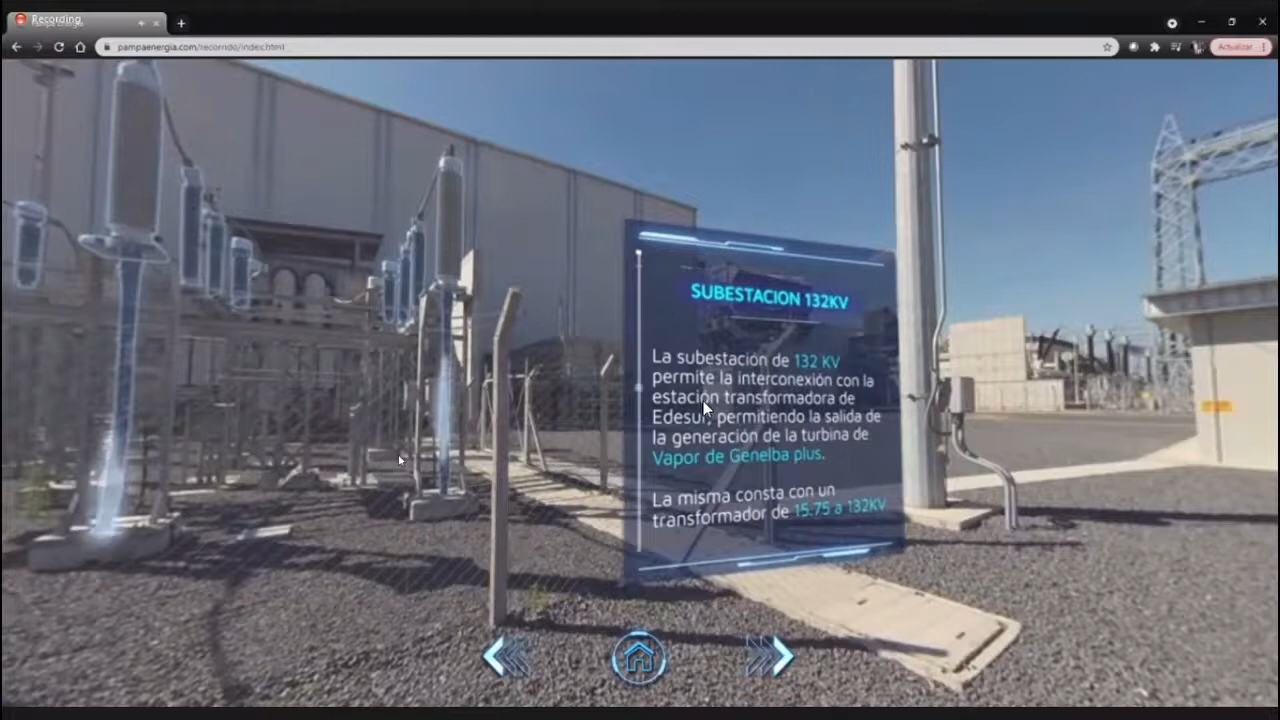 Recording
pampaenergia.com/recorrido/index.html
Actualizar
SUBESTACION 132KV
La subestación de 132 KV
permite la interconexión con la
estación transformadora de
Edesur, permitiendo la salida de
la generación de la turbina de
Vapor de Genelba plus.
La misma consta con un
transformador de 15.75 a 132KV